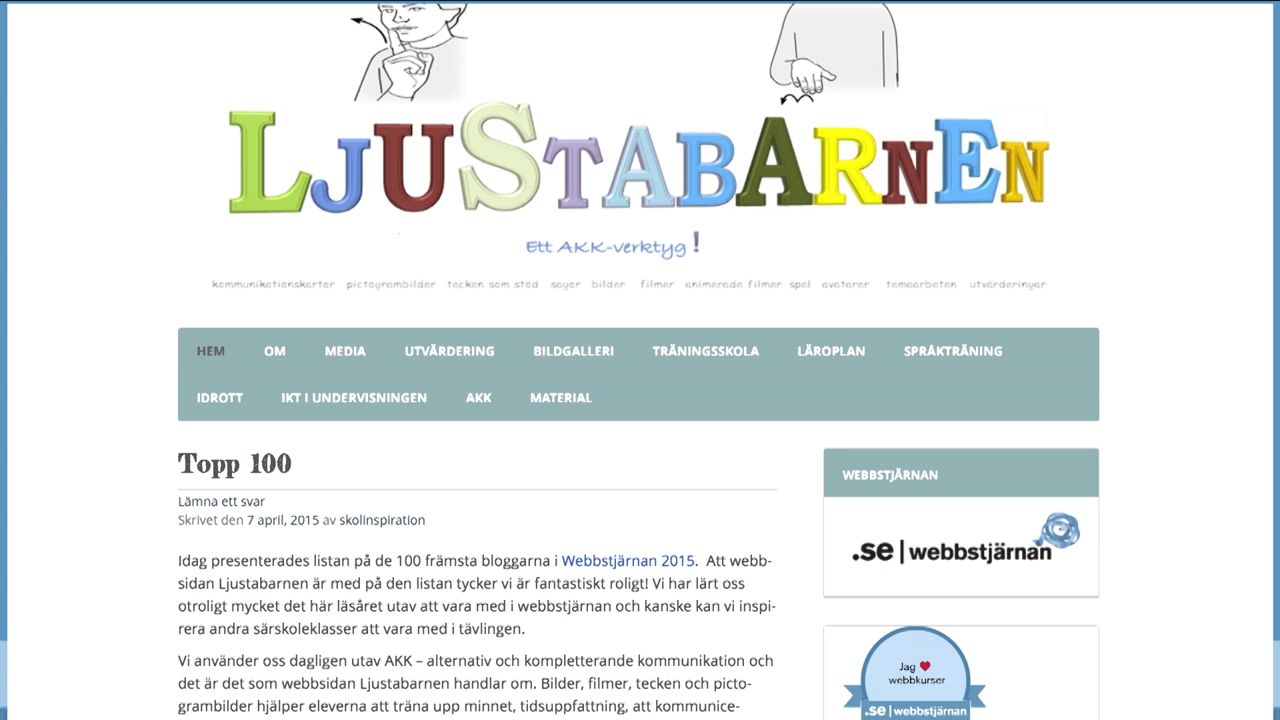 LJUSTABARNEN
Ett AKK-verktyg !
kommunikationskartor pictogrambilder tecken som stöd sagor bilder filmer animerade filmer spel avatarer temaarbeten utvärderingar
HEM OM MEDIA UTVÄRDERING BILDGALLERI TRÄNINGSSKOLA LÄROPLAN SPRÅKTRÄNING
IDROTT IKT I UNDERVISNINGEN AKK MATERIAL
Topp 100
Lämna ett svar
Skrivet den 7 april, 2015 av skolinspiration
Idag presenterades listan på de 100 främsta bloggarna i Webbstjärnan 2015. Att webb-
sidan Ljustabarnen är med på den listan tycker vi är fantastiskt roligt! Vi har lärt oss
otroligt mycket det här läsåret utav att vara med i webbstjärnan och kanske kan vi inspi-
rera andra särskoleklasser att vara med i tävlingen.
Vi använder oss dagligen utav AKK – alternativ och kompletterande kommunikation och
det är det som webbsidan Ljustabarnen handlar om. Bilder, filmer, tecken och picto-
grambilder hjälper eleverna att träna upp minnet, tidsuppfattning, att kommunice-
WEBBSTJÄRNAN
.se | webbstjärnan
Jag ❤
webbkurser
.se | webbstjärnan